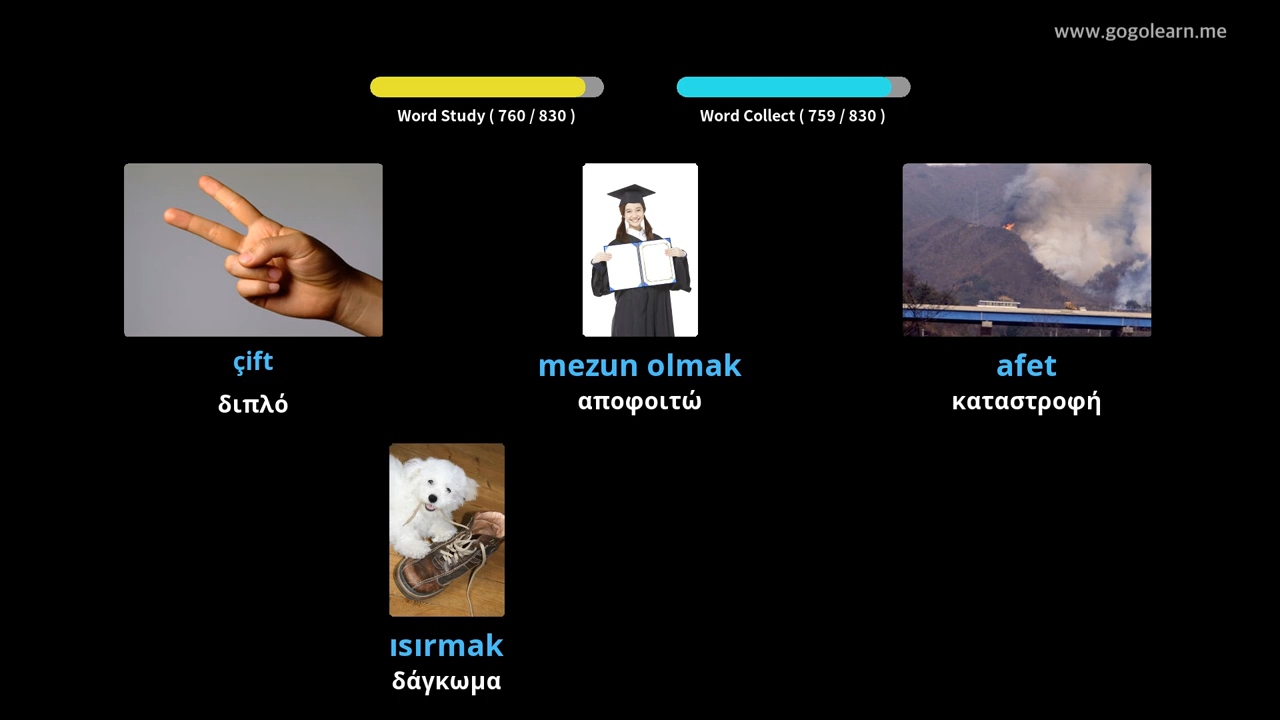 www.gogolearn.me
Word Study ( 760 / 830 )
Word Collect ( 759 / 830 )
çift
διπλό
mezun olmak
αποφοιτώ
afet
καταστροφή
ısırmak
δάγκωμα